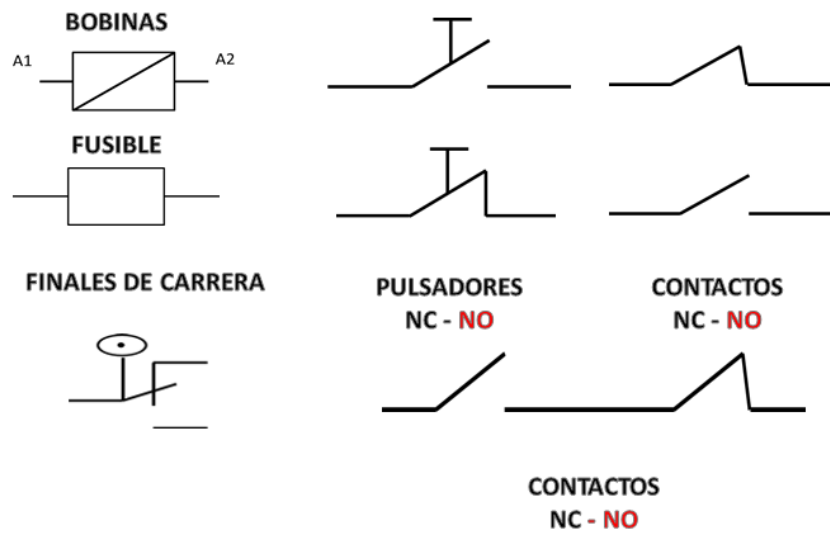 BOBINAS
A1
A2
FUSIBLE
FINALES DE CARRERA
PULSADORES
NC - NO
CONTACTOS
NC - NO
CONTACTOS
NC - NO